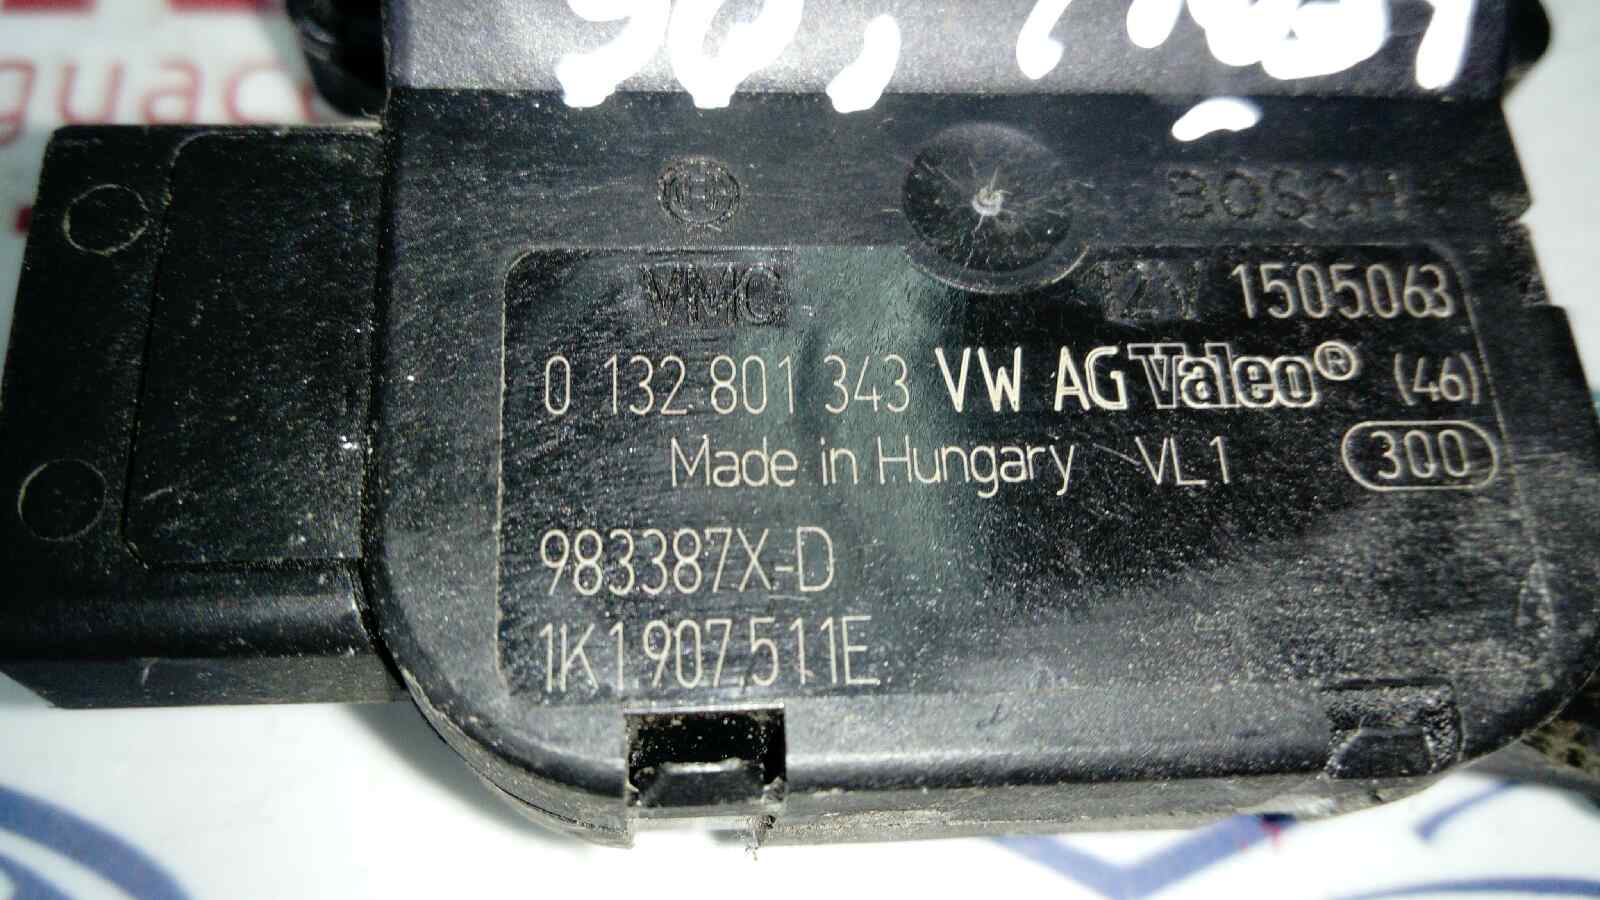 guac
BOSCH
VMC 12V 1505063
0 132 801 343 VW AG Valeo® (46)
Made in Hungary VL1 300
983387X-D
1K1 907 511E